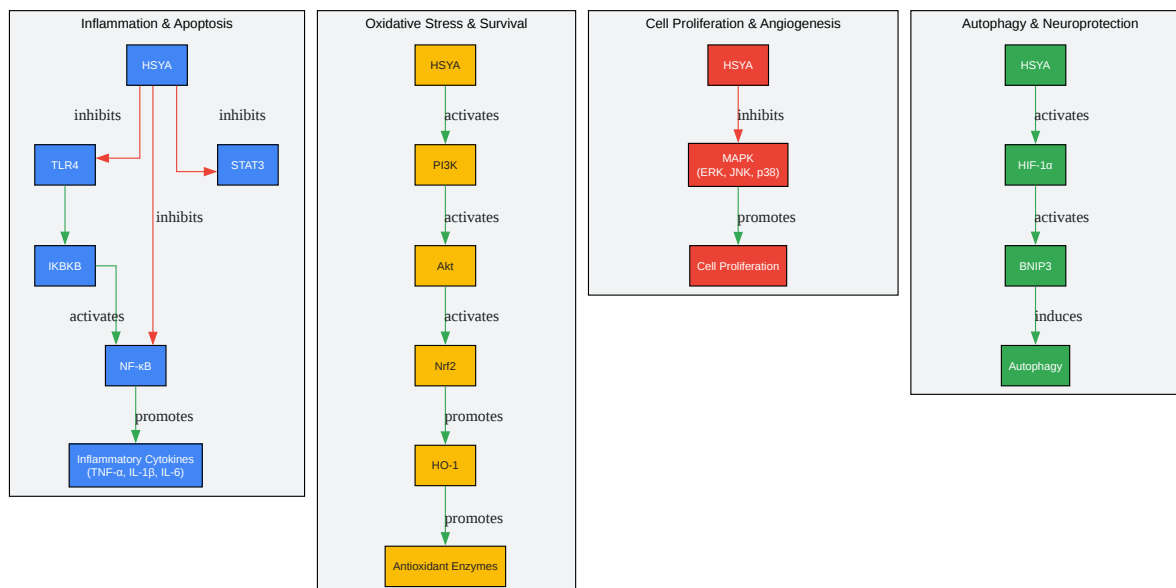 Inflammation & Apoptosis
HSYA
inhibits
inhibits
TLR4
STAT3
inhibits
IKBKB
activates
NF-κB
promotes
Inflammatory Cytokines
(TNF-α, IL-1β, IL-6)
Oxidative Stress & Survival
HSYA
activates
PI3K
activates
Akt
activates
Nrf2
promotes
HO-1
promotes
Antioxidant Enzymes
Cell Proliferation & Angiogenesis
HSYA
inhibits
MAPK
(ERK, JNK, p38)
promotes
Cell Proliferation
Autophagy & Neuroprotection
HSYA
activates
HIF-1α
activates
BNIP3
induces
Autophagy